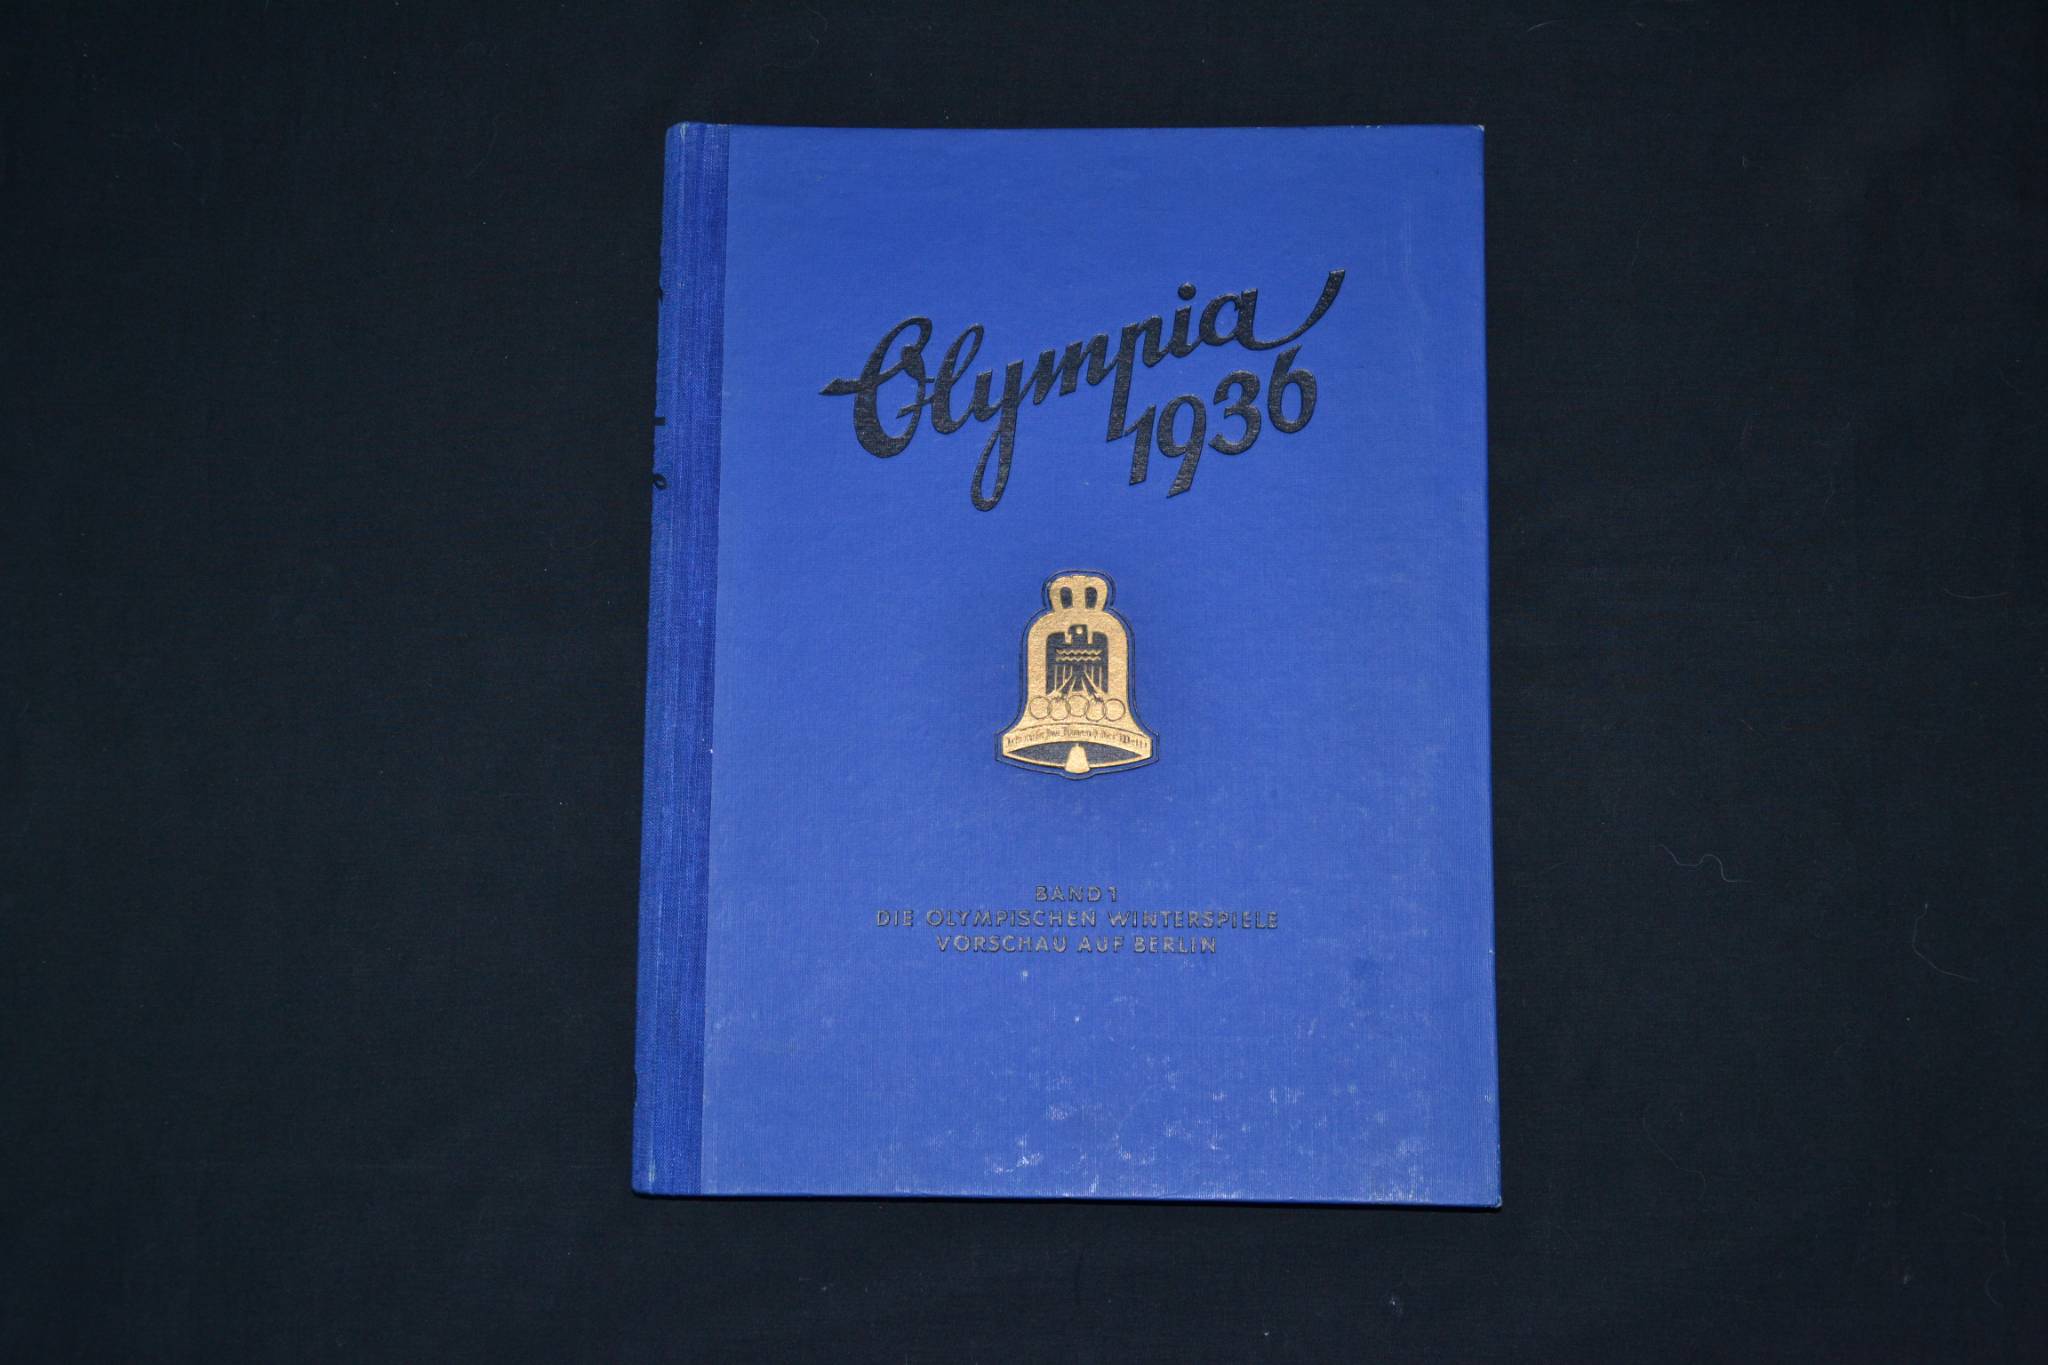 Olympia
1936
BAND 1
DIE OLYMPISCHEN WINTERSPIELE
VORSCHAU AUF BERLIN